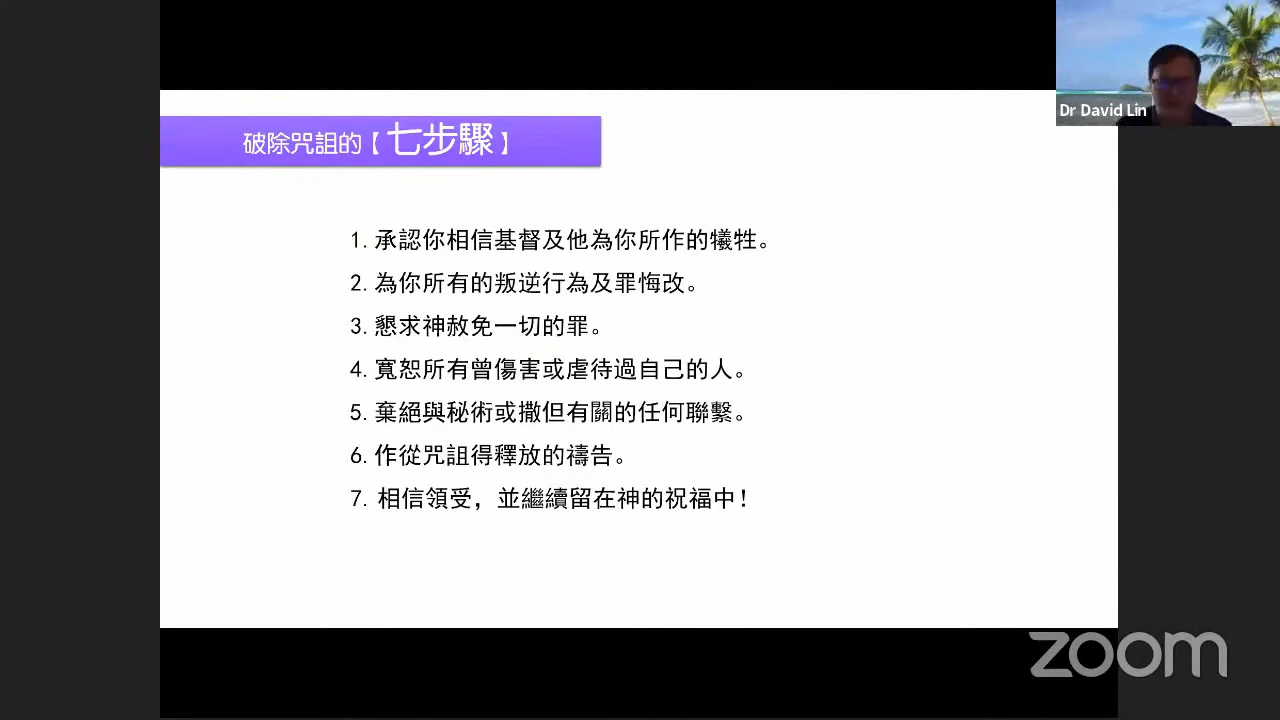 Dr David Lin
破除咒詛的【七步驟】
1. 承認你相信基督及他為你所作的犧牲。
2. 為你所有的叛逆行為及罪悔改。
3. 懇求神赦免一切的罪。
4. 寬恕所有曾傷害或虐待過自己的人。
5. 棄絕與秘術或撒但有關的任何聯繫。
6. 作從咒詛得釋放的禱告。
7. 相信領受，並繼續留在神的祝福中！
zoom